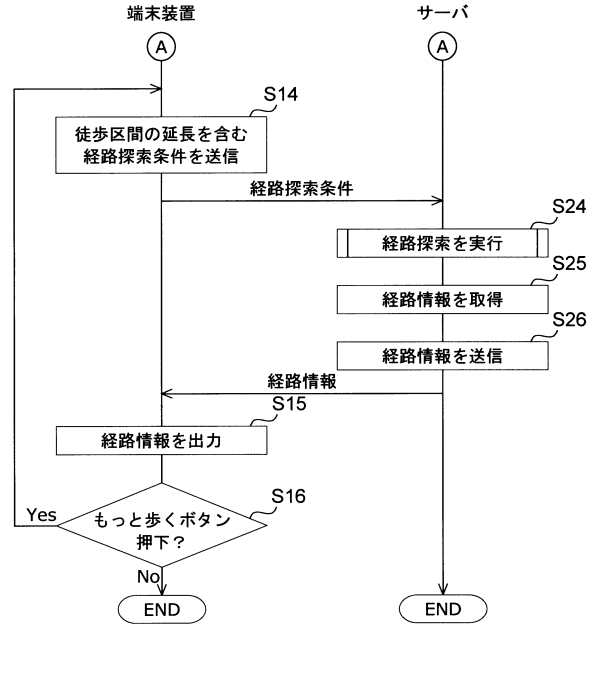 端末装置
サーバ
A
A
S14
徒歩区間の延長を含む
経路探索条件を送信
経路探索条件
S24
経路探索を実行
S25
経路情報を取得
S26
経路情報を送信
経路情報
S15
経路情報を出力
S16
もっと歩くボタン
押下？
Yes
No
END
END